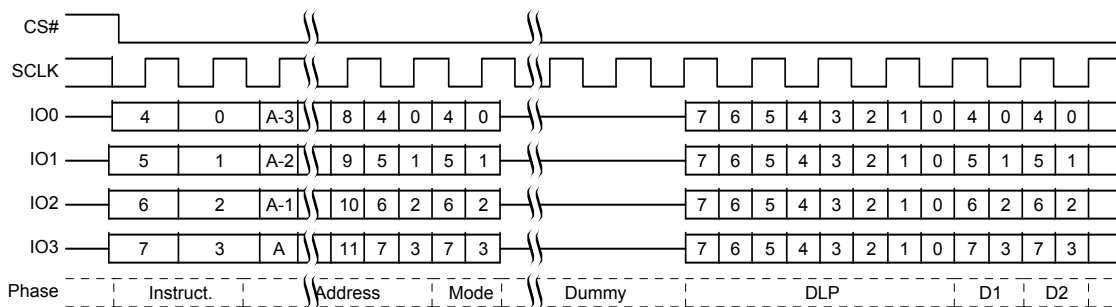 CS#
SCLK
IO0 4 0 A-3 8 4 0 4 0 7 6 5 4 3 2 1 0 4 0 4 0
IO1 5 1 A-2 9 5 1 5 1 7 6 5 4 3 2 1 0 5 1 5 1
IO2 6 2 A-1 10 6 2 6 2 7 6 5 4 3 2 1 0 6 2 6 2
IO3 7 3 A 11 7 3 7 3 7 6 5 4 3 2 1 0 7 3 7 3
Phase Instruct. Address Mode Dummy DLP D1 D2